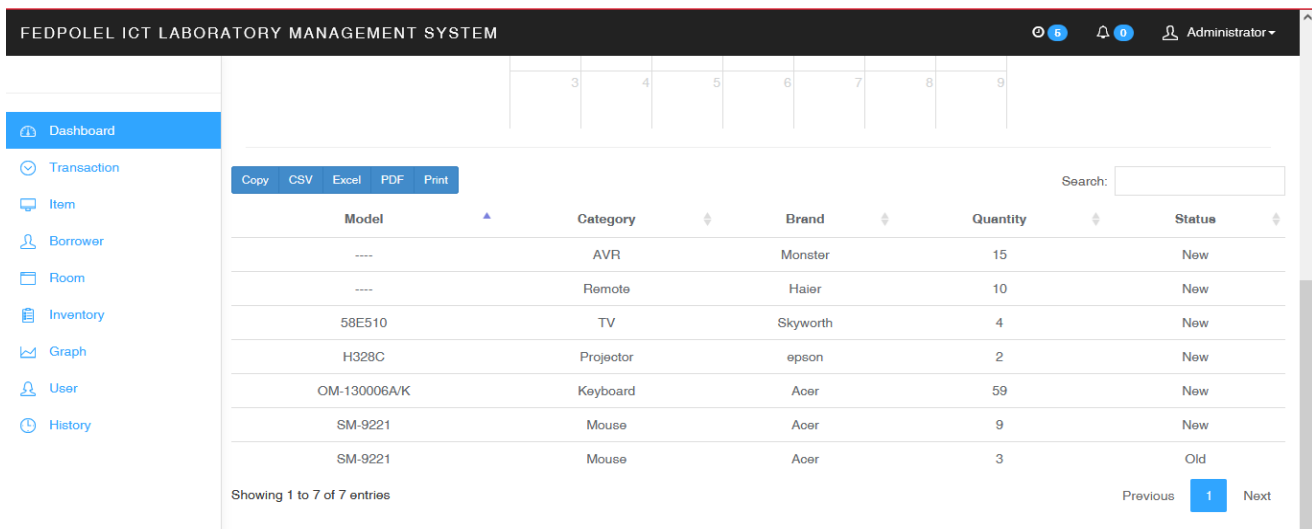 FEDPOLEL ICT LABORATORY MANAGEMENT SYSTEM 5 0 Administrator
3 4 5 6 7 8 9
Dashboard
Transaction
Item
Borrower
Room
Inventory
Graph
User
History
Copy CSV Excel PDF Print Search:
Model Category Brand Quantity Status
---- AVR Monster 15 New
---- Remote Haier 10 New
58E510 TV Skyworth 4 New
H328C Projector epson 2 New
OM-130006A/K Keyboard Acer 59 New
SM-9221 Mouse Acer 9 New
SM-9221 Mouse Acer 3 Old
Showing 1 to 7 of 7 entries Previous 1 Next